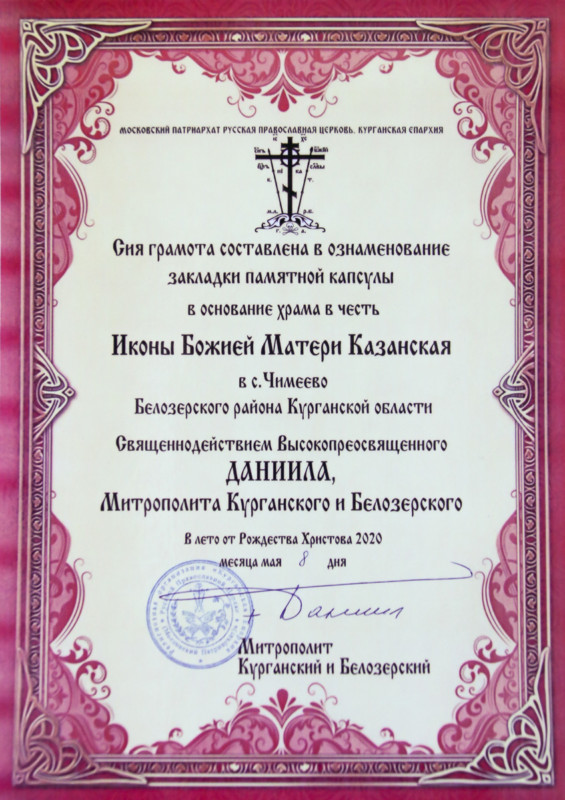 МОСКОВСКИЙ ПАТРИАРХАТ РУССКАЯ ПРАВОСЛАВНАЯ ЦЕРКОВЬ. КУРГАНСКАЯ ЕПАРХИЯ
Сия грамота составлена в ознаменование
закладки памятной капсулы
в основание храма в честь
Иконы Божией Матери Казанская
в с.Чимеево
Белозерского района Курганской области
Священнодействием Высокопреосвященного
ДАНИИЛА,
Митрополита Курганского и Белозерского
В лето от Рождества Христова 2020
месяца мая 8 дня
+ Даниил
Митрополит
Курганский и Белозерский